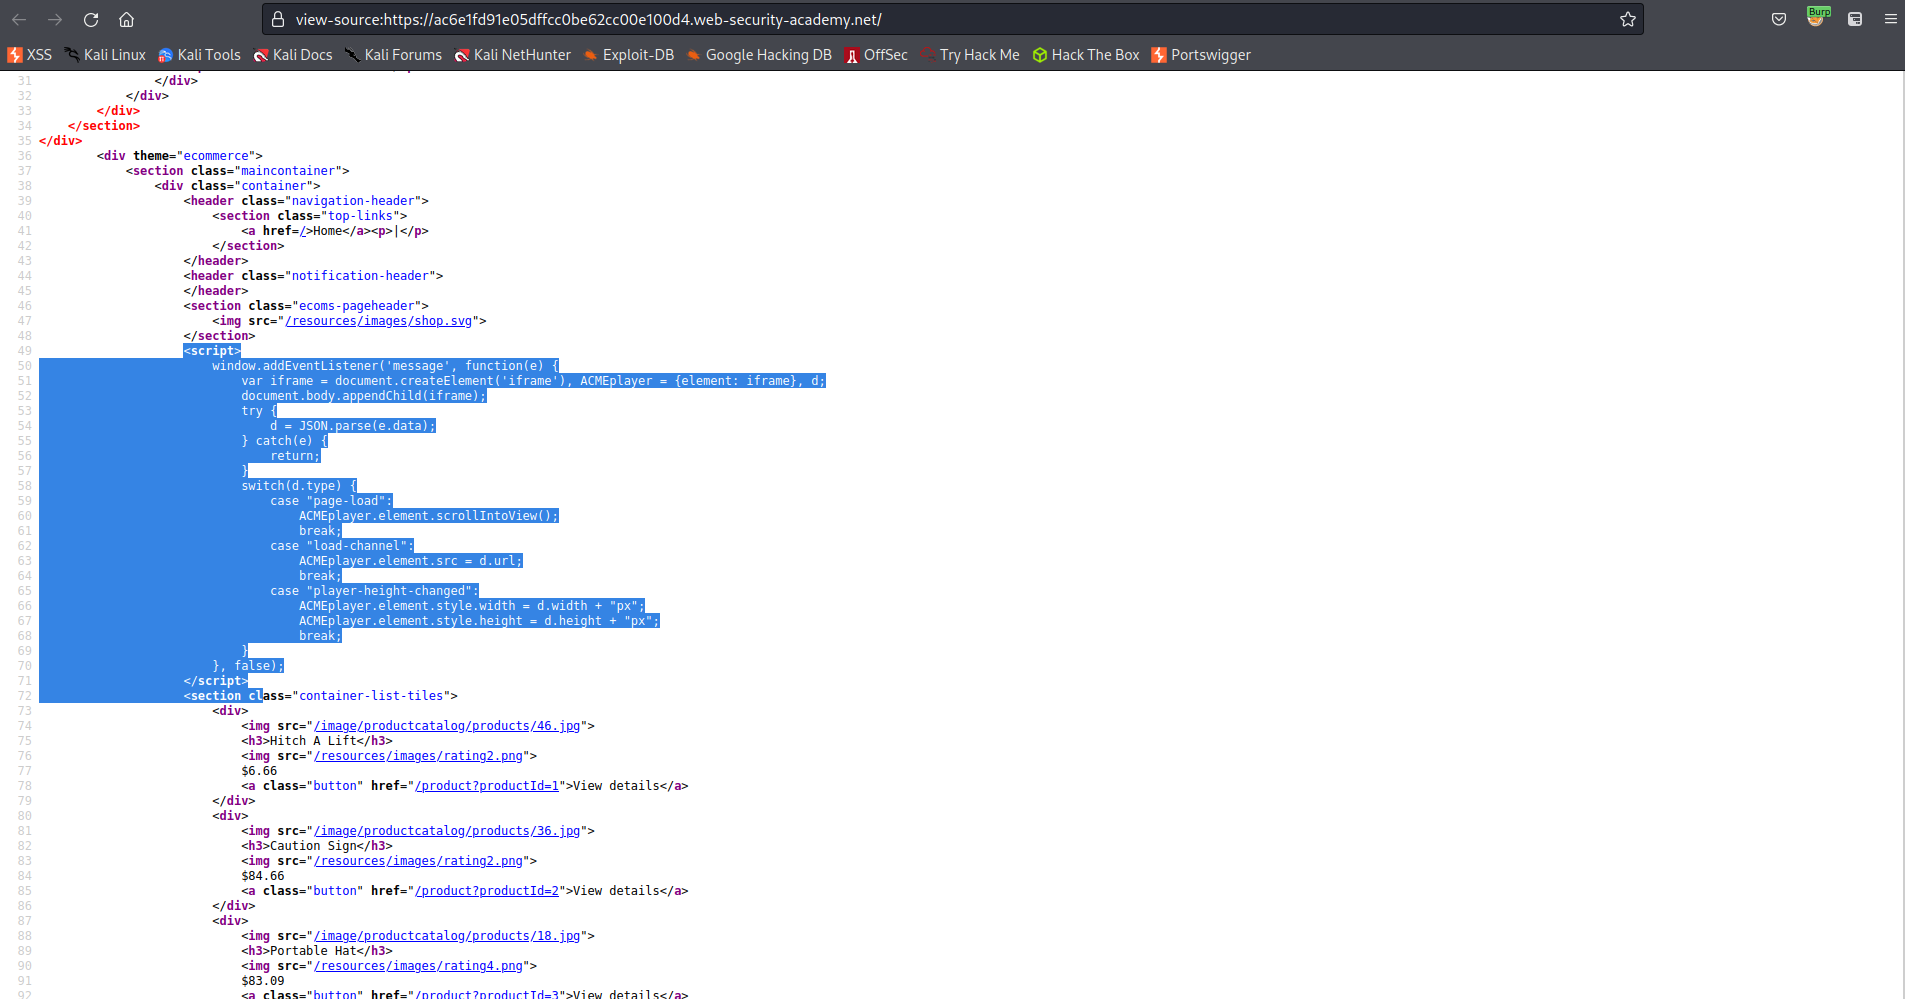 view-source:https://ac6e1fd91e05dffcc0be62cc00e100d4.web-security-academy.net/
Burp
XSS Kali Linux Kali Tools Kali Docs Kali Forums Kali NetHunter Exploit-DB Google Hacking DB OffSec Try Hack Me Hack The Box Portswigger
31 </div>
32 </div>
33 </div>
34 </section>
35 </div>
36 <div theme="ecommerce">
37 <section class="maincontainer">
38 <div class="container">
39 <header class="navigation-header">
40 <section class="top-links">
41 <a href=/>Home</a><p>|</p>
42 </section>
43 </header>
44 <header class="notification-header">
45 </header>
46 <section class="ecoms-pageheader">
47 <img src="/resources/images/shop.svg">
48 </section>
49 <script>
50 window.addEventListener('message', function(e) {
51 var iframe = document.createElement('iframe'), ACMEplayer = {element: iframe}, d;
52 document.body.appendChild(iframe);
53 try {
54 d = JSON.parse(e.data);
55 } catch(e) {
56 return;
57 }
58 switch(d.type) {
59 case "page-load":
60 ACMEplayer.element.scrollIntoView();
61 break;
62 case "load-channel":
63 ACMEplayer.element.src = d.url;
64 break;
65 case "player-height-changed":
66 ACMEplayer.element.style.width = d.width + "px";
67 ACMEplayer.element.style.height = d.height + "px";
68 break;
69 }
70 }, false);
71 </script>
72 <section class="container-list-tiles">
73 <div>
74 <img src="/image/productcatalog/products/46.jpg">
75 <h3>Hitch A Lift</h3>
76 <img src="/resources/images/rating2.png">
77 $6.66
78 <a class="button" href="/product?productId=1">View details</a>
79 </div>
80 <div>
81 <img src="/image/productcatalog/products/36.jpg">
82 <h3>Caution Sign</h3>
83 <img src="/resources/images/rating2.png">
84 $84.66
85 <a class="button" href="/product?productId=2">View details</a>
86 </div>
87 <div>
88 <img src="/image/productcatalog/products/18.jpg">
89 <h3>Portable Hat</h3>
90 <img src="/resources/images/rating4.png">
91 $83.09
92 <a class="button" href="/product?productId=3">View details</a>